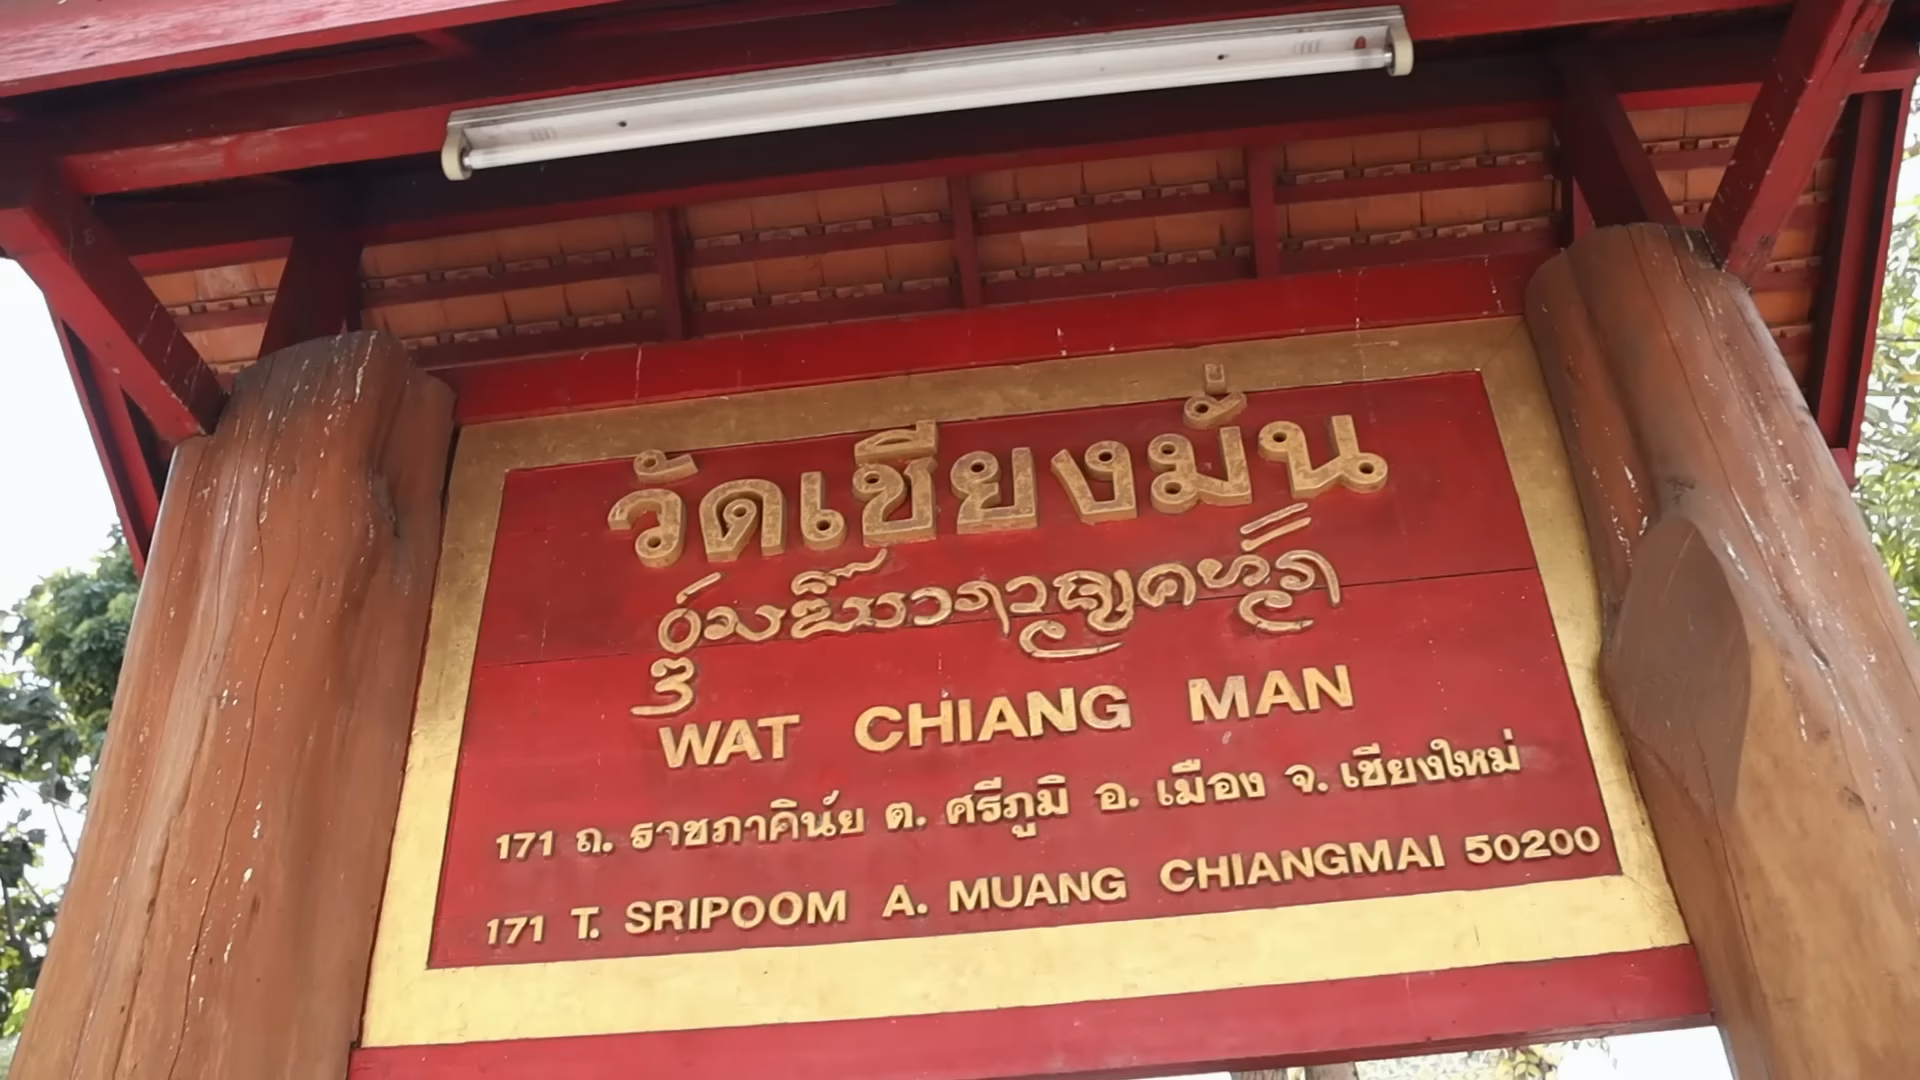 วัดเชียงมั่น
WAT CHIANG MAN
171 ถ. ราชภาคินัย ต. ศรีภูมิ อ. เมือง จ. เชียงใหม่
171 T. SRIPOOM A. MUANG CHIANGMAI 50200